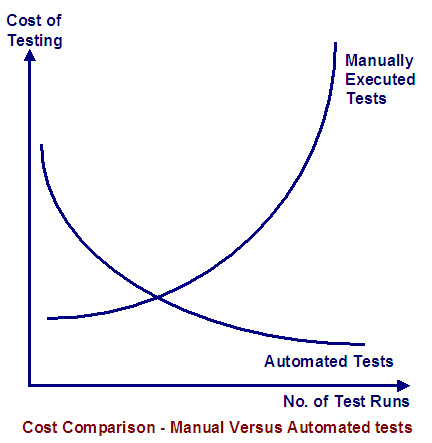 Cost of
Testing
Manually
Executed
Tests
Automated Tests
No. of Test Runs
Cost Comparison - Manual Versus Automated tests